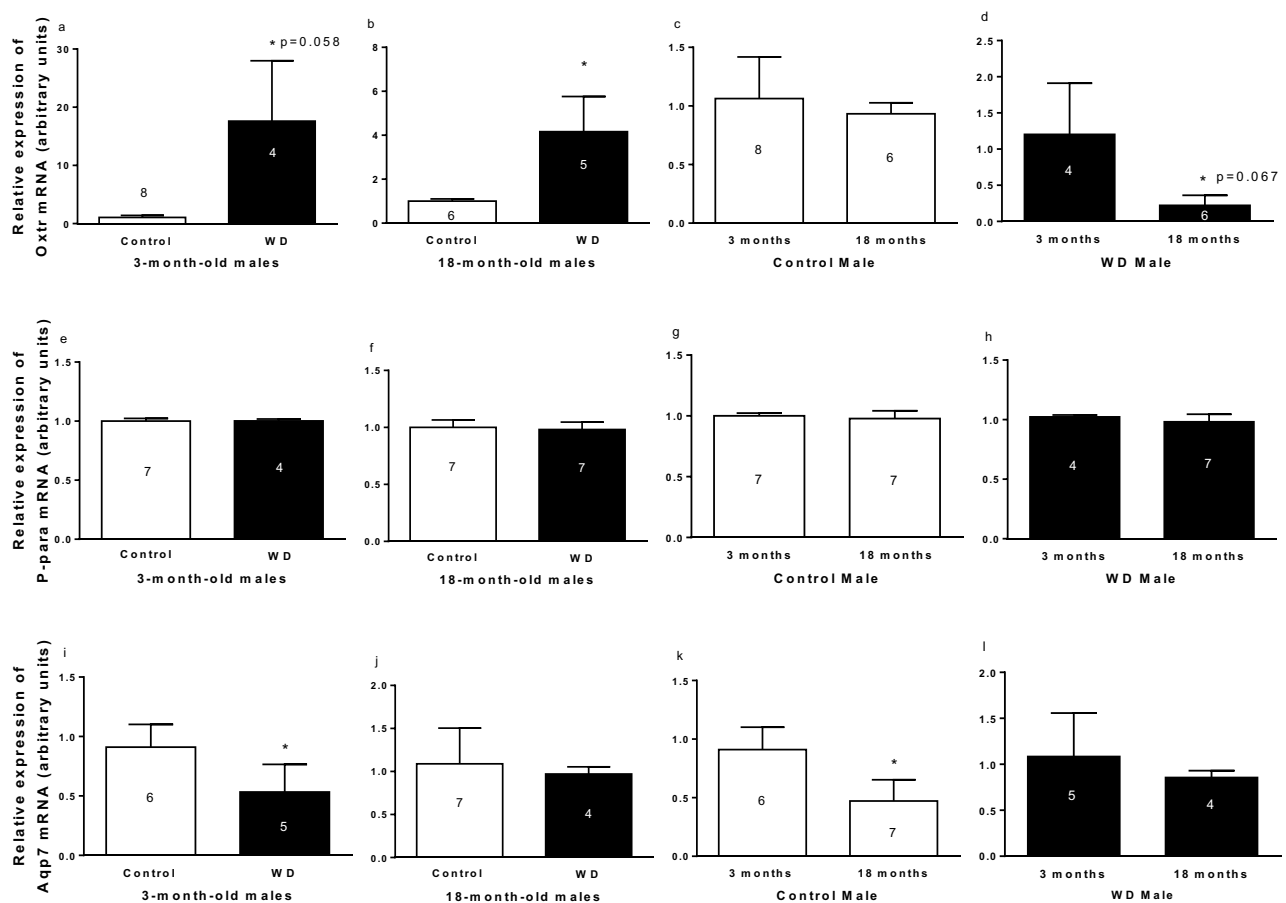 Relative expression of
Oxtr mRNA (arbitrary units)
a
30
20
10
0
8
4
* p=0.058
Control
WD
3-month-old males
b
8
6
4
2
0
6
5
*
Control
WD
18-month-old males
c
1.5
1.0
0.5
0.0
8
6
3 months
18 months
Control Male
d
2.5
2.0
1.5
1.0
0.5
0.0
4
6
* p=0.067
3 months
18 months
WD Male
Relative expression of
P-para mRNA (arbitrary units)
e
1.5
1.0
0.5
0.0
7
4
Control
WD
3-month-old males
f
1.5
1.0
0.5
0.0
7
7
Control
WD
18-month-old males
g
1.5
1.0
0.5
0.0
7
7
3 months
18 months
Control Male
h
1.5
1.0
0.5
0.0
4
7
3 months
18 months
WD Male
Relative expression of
Aqp7 mRNA (arbitrary units)
i
1.5
1.0
0.5
0.0
6
5
*
Control
WD
3-month-old males
j
2.0
1.5
1.0
0.5
0.0
7
4
Control
WD
18-month-old males
k
1.5
1.0
0.5
0.0
6
7
*
3 months
18 months
Control Male
l
2.0
1.5
1.0
0.5
0.0
5
4
3 months
18 months
WD Male